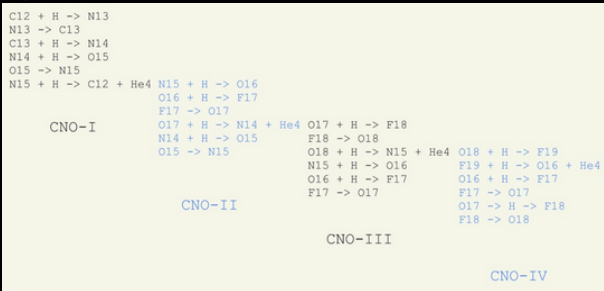 C12 + H -> N13
N13 -> C13
C13 + H -> N14
N14 + H -> O15
O15 -> N15
N15 + H -> C12 + He4
CNO-I
N15 + H -> O16
O16 + H -> F17
F17 -> O17
O17 + H -> N14 + He4
N14 + H -> O15
O15 -> N15
CNO-II
O17 + H -> F18
F18 -> O18
O18 + H -> N15 + He4
N15 + H -> O16
O16 + H -> F17
F17 -> O17
CNO-III
O18 + H -> F19
F19 + H -> O16 + He4
O16 + H -> F17
F17 -> O17
O17 -> H -> F18
F18 -> O18
CNO-IV